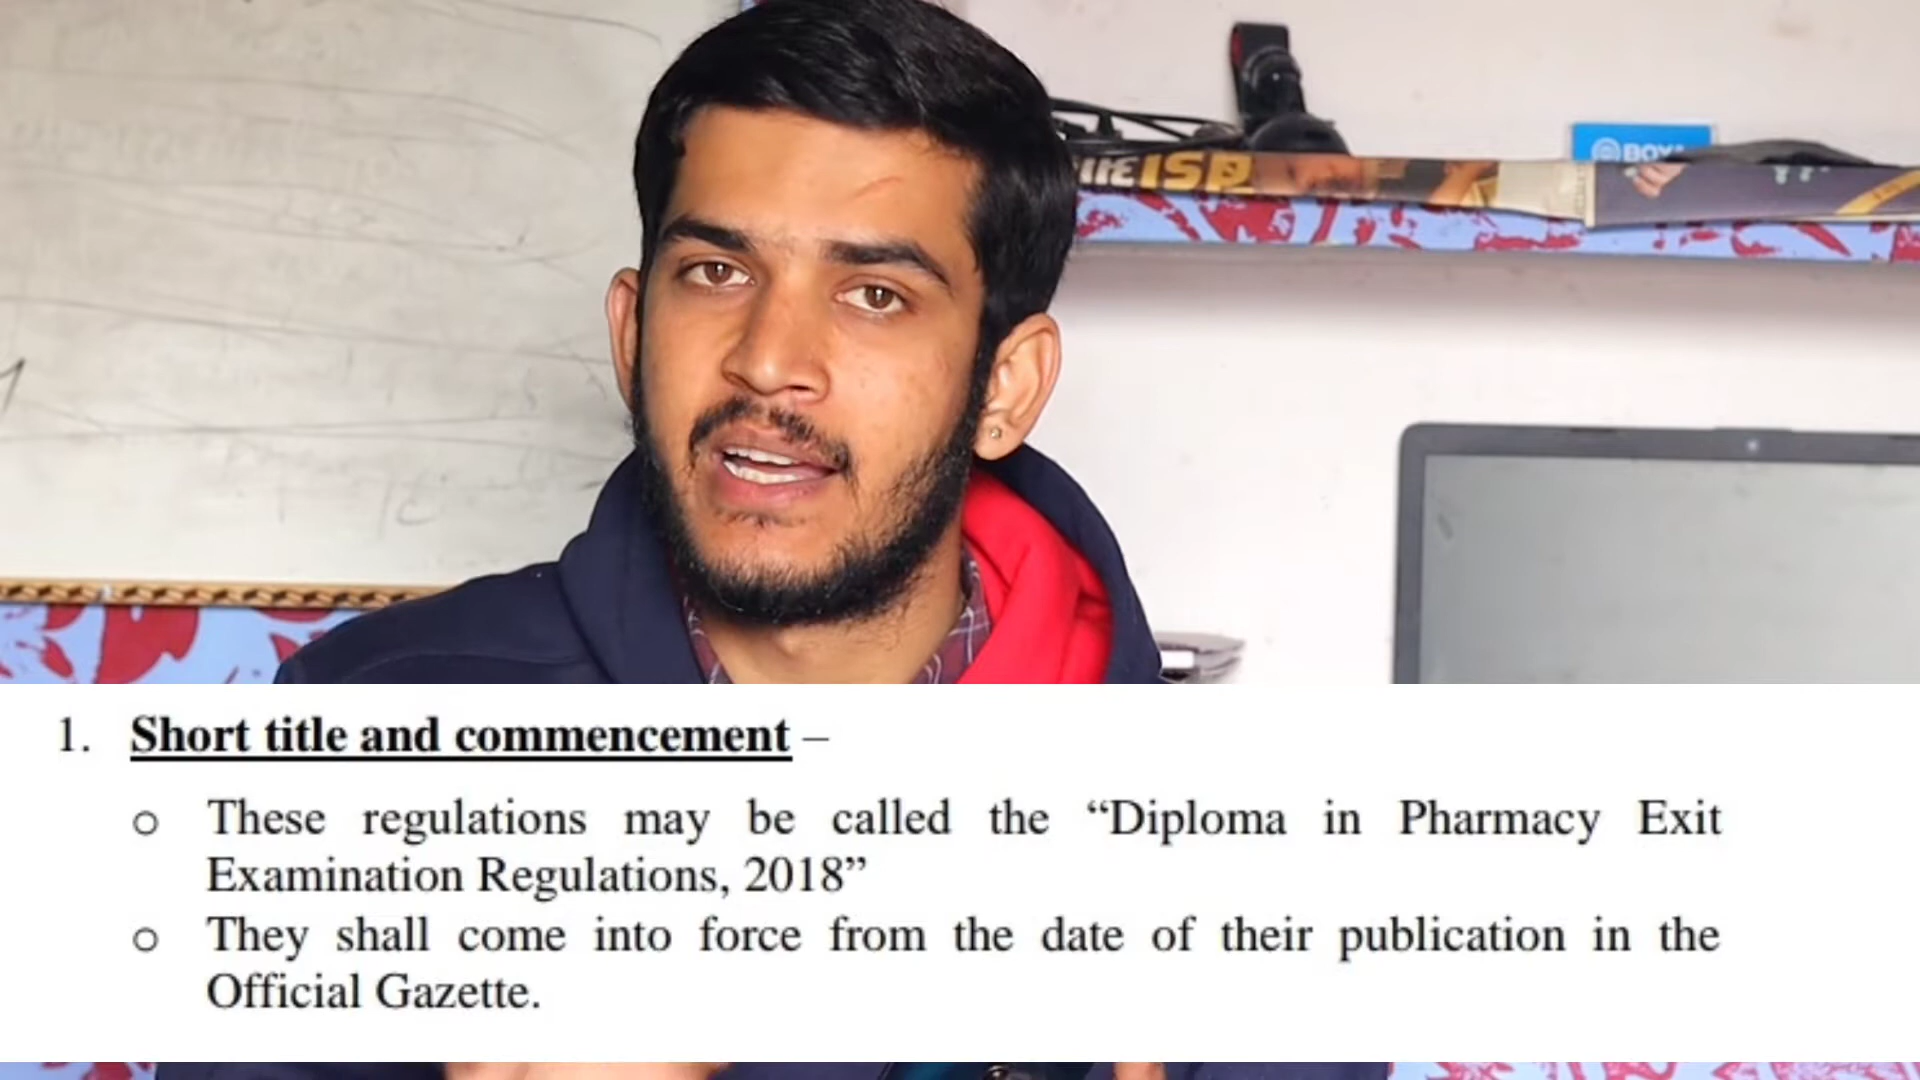 BOYA
1. Short title and commencement –
o These regulations may be called the “Diploma in Pharmacy Exit
Examination Regulations, 2018”
o They shall come into force from the date of their publication in the
Official Gazette.